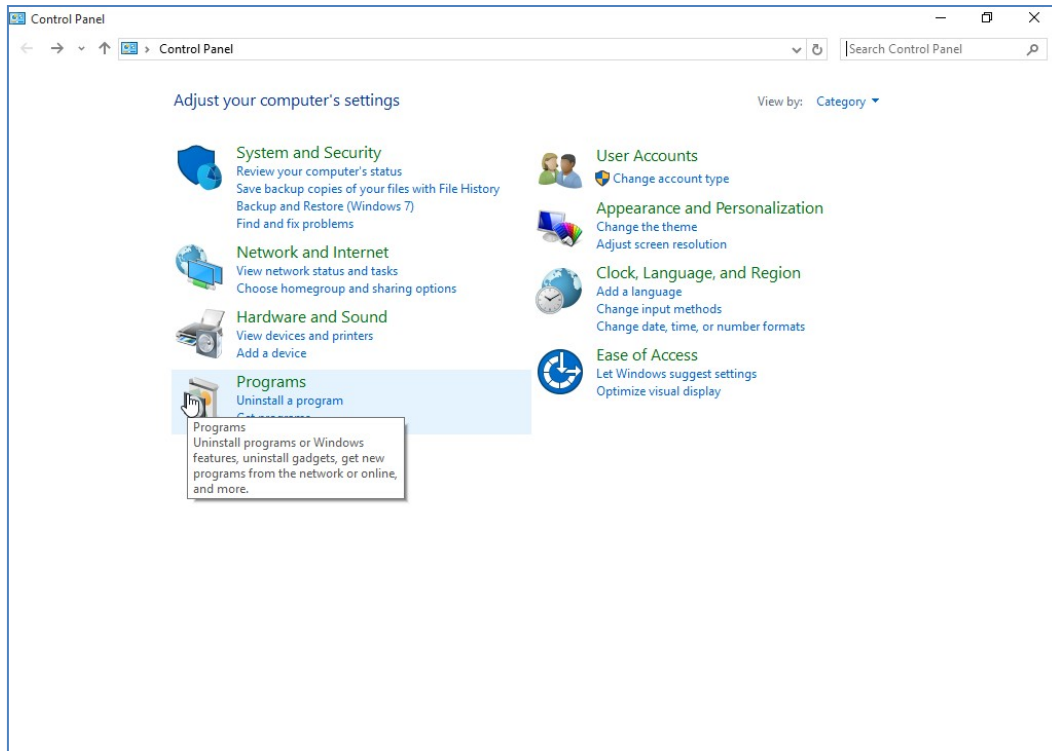 Control Panel
Control Panel
Search Control Panel
Adjust your computer's settings
View by: Category
System and Security
Review your computer's status
Save backup copies of your files with File History
Backup and Restore (Windows 7)
Find and fix problems
Network and Internet
View network status and tasks
Choose homegroup and sharing options
Hardware and Sound
View devices and printers
Add a device
Programs
Uninstall a program
Get programs
Programs
Uninstall programs or Windows
features, uninstall gadgets, get new
programs from the network or online,
and more.
User Accounts
Change account type
Appearance and Personalization
Change the theme
Adjust screen resolution
Clock, Language, and Region
Add a language
Change input methods
Change date, time, or number formats
Ease of Access
Let Windows suggest settings
Optimize visual display